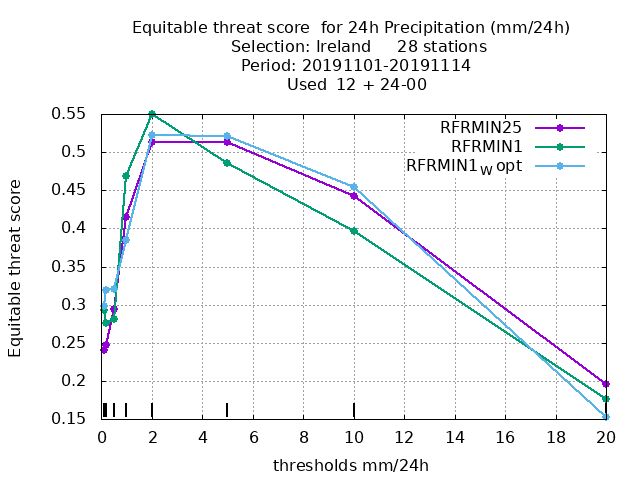 Equitable threat score  for 24h Precipitation (mm/24h)
Selection: Ireland     28 stations
Period: 20191101-20191114
Used  12 + 24-00
RFRMIN25
RFRMIN1
RFRMIN1W opt
0.55
0.5
0.45
0.4
0.35
0.3
0.25
0.2
0.15
Equitable threat score
0 2 4 6 8 10 12 14 16 18 20
thresholds mm/24h